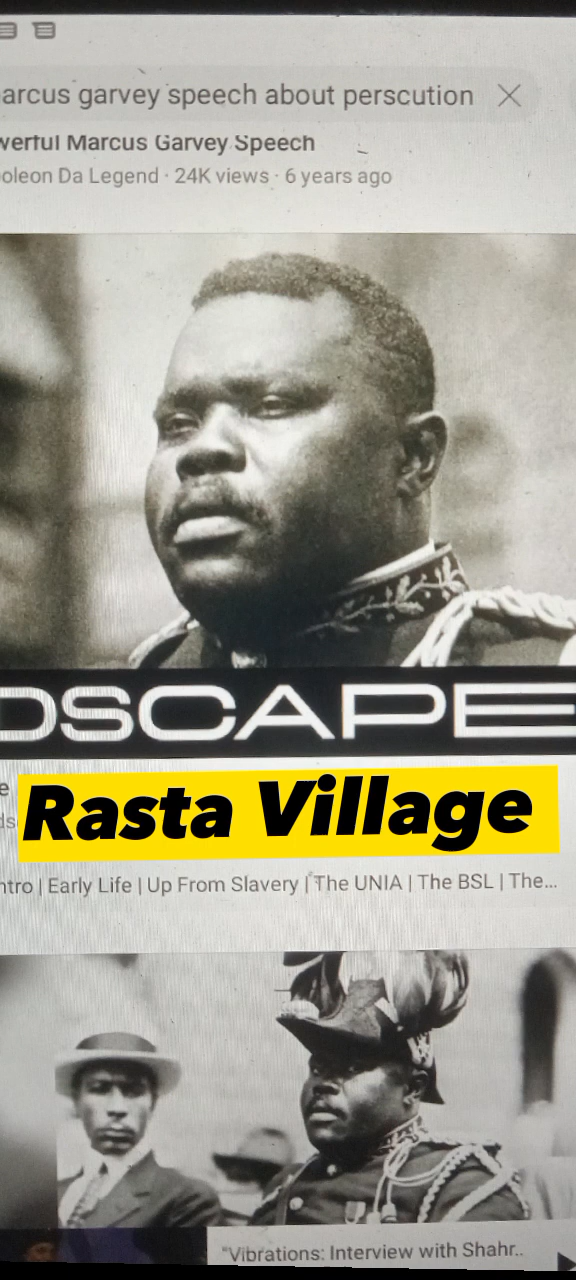 arcus garvey speech about perscution
werful Marcus Garvey Speech
oleon Da Legend · 24K views · 6 years ago
DSCAPE
e
Rasta Village
ds
ntro | Early Life | Up From Slavery | The UNIA | The BSL | The...
"Vibrations: Interview with Shahr..